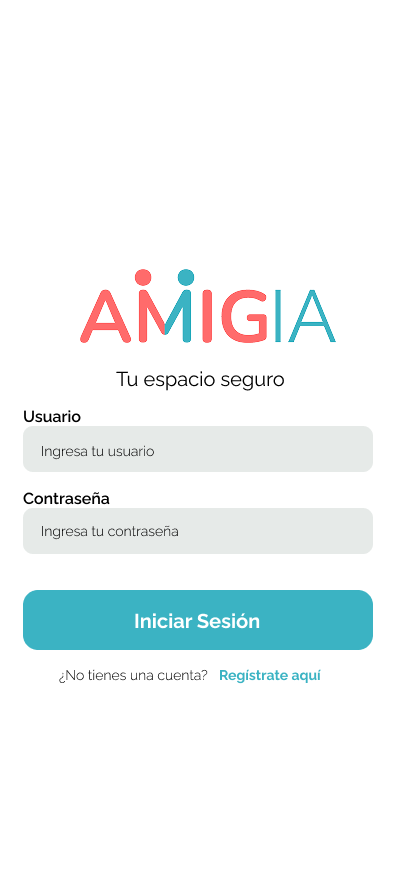 AMIGIA
Tu espacio seguro
Usuario
Ingresa tu usuario
Contraseña
Ingresa tu contraseña
Iniciar Sesión
¿No tienes una cuenta? Regístrate aquí